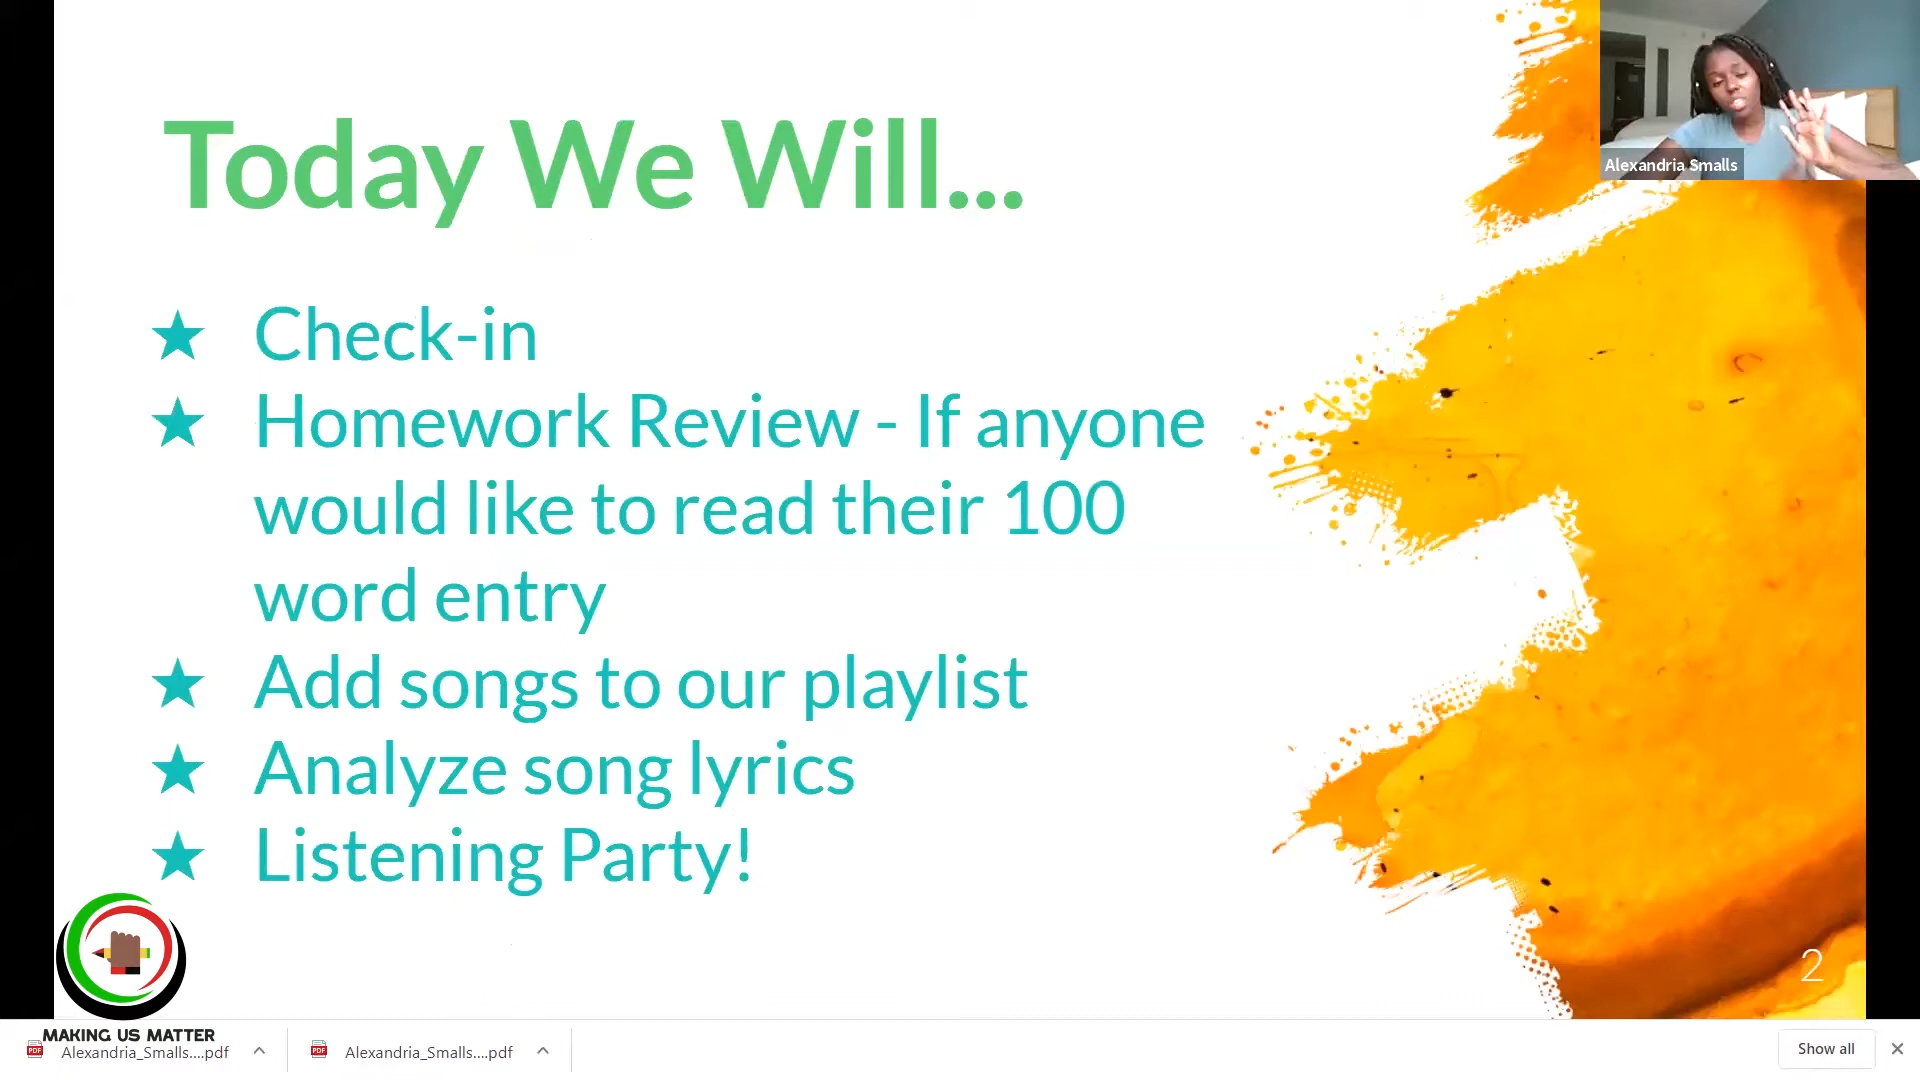 Today We Will...
Alexandria Smalls
★ Check-in
★ Homework Review - If anyone
would like to read their 100
word entry
★ Add songs to our playlist
★ Analyze song lyrics
★ Listening Party!
2
MAKING US MATTER
PDF Alexandria_Smalls....pdf
PDF Alexandria_Smalls....pdf
Show all